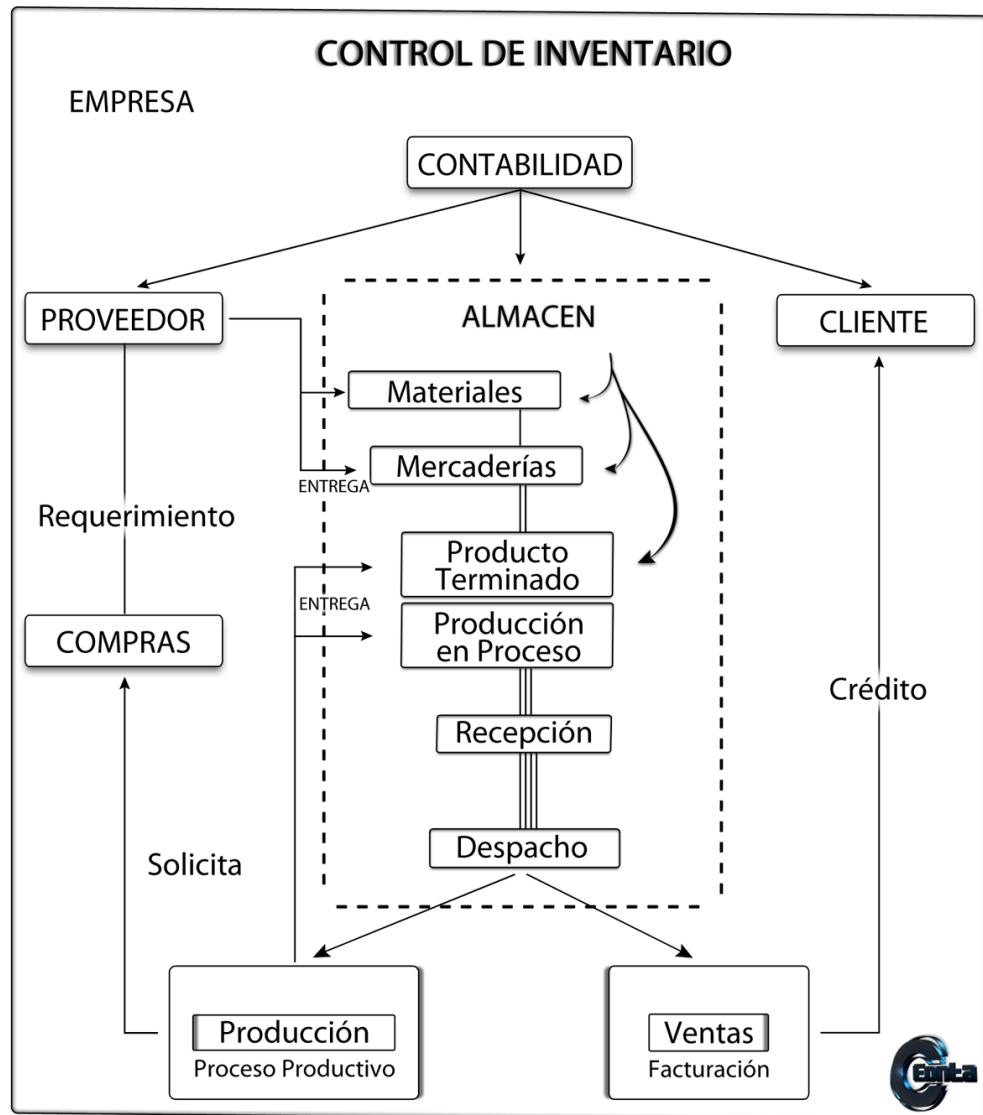 CONTROL DE INVENTARIO
EMPRESA
CONTABILIDAD
PROVEEDOR
ALMACEN
CLIENTE
Materiales
Mercaderías
ENTREGA
Requerimiento
Producto
Terminado
ENTREGA
Producción
en Proceso
COMPRAS
Crédito
Recepción
Despacho
Solicita
Producción
Proceso Productivo
Ventas
Facturación